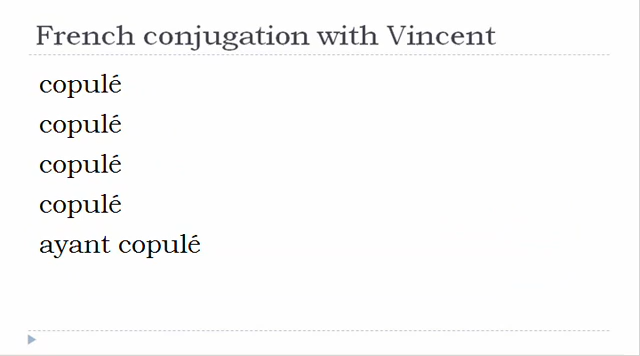 French conjugation with Vincent
copulé
copulé
copulé
copulé
ayant copulé